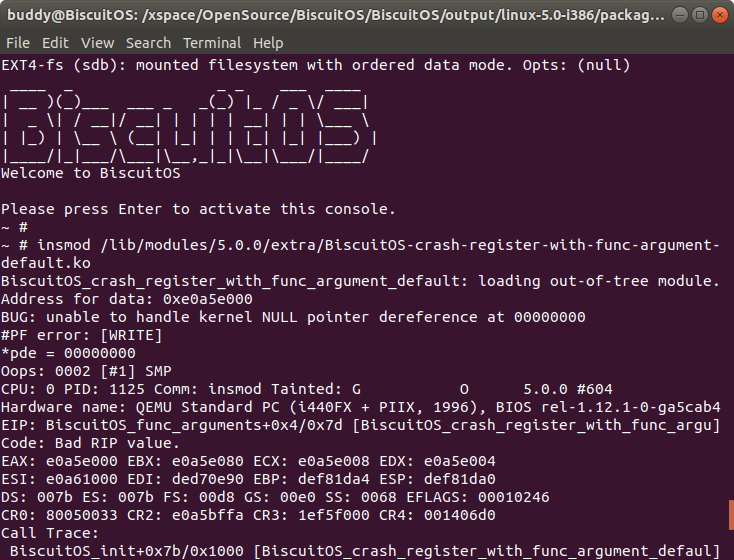 buddy@BiscuitOS: /xspace/OpenSource/BiscuitOS/BiscuitOS/output/linux-5.0-i386/packag...
File Edit View Search Terminal Help
EXT4-fs (sdb): mounted filesystem with ordered data mode. Opts: (null)
BiscuitOS
Welcome to BiscuitOS
Please press Enter to activate this console.
~ #
~ # insmod /lib/modules/5.0.0/extra/BiscuitOS-crash-register-with-func-argument-
default.ko
BiscuitOS_crash_register_with_func_argument_default: loading out-of-tree module.
Address for data: 0xe0a5e000
BUG: unable to handle kernel NULL pointer dereference at 00000000
#PF error: [WRITE]
*pde = 00000000
Oops: 0002 [#1] SMP
CPU: 0 PID: 1125 Comm: insmod Tainted: G           O      5.0.0 #604
Hardware name: QEMU Standard PC (i440FX + PIIX, 1996), BIOS rel-1.12.1-0-ga5cab4
EIP: BiscuitOS_func_arguments+0x4/0x7d [BiscuitOS_crash_register_with_func_argu]
Code: Bad RIP value.
EAX: e0a5e000 EBX: e0a5e080 ECX: e0a5e008 EDX: e0a5e004
ESI: e0a61000 EDI: ded70e90 EBP: def81da4 ESP: def81da0
DS: 007b ES: 007b FS: 00d8 GS: 00e0 SS: 0068 EFLAGS: 00010246
CR0: 80050033 CR2: e0a5bffa CR3: 1ef5f000 CR4: 001406d0
Call Trace:
BiscuitOS_init+0x7b/0x1000 [BiscuitOS_crash_register_with_func_argument_defaul]